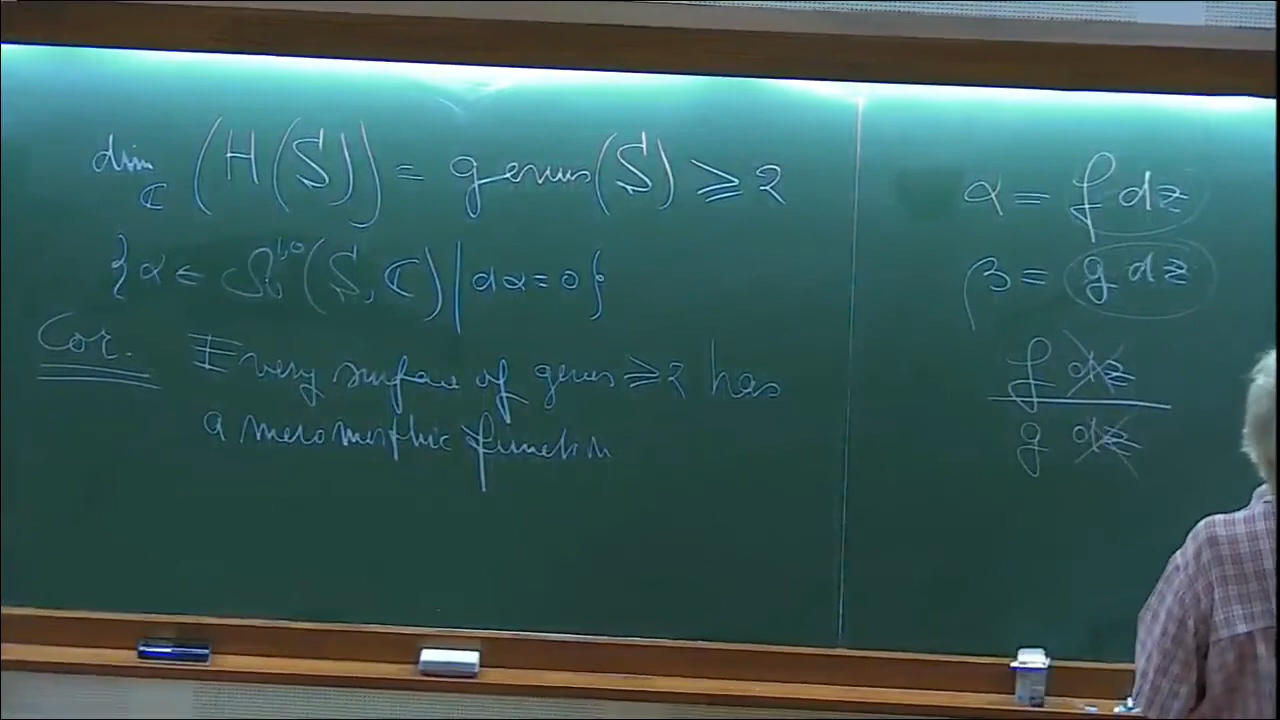 dim_ℂ (H(S)) = genus(S) ≥ 2
{α ∈ Ω^{1,0}(S, ℂ) | dα = 0}
Cor. Every surface of genus ≥ 2 has
a meromorphic function
α = f dz
β = g dz
f dz
g dz